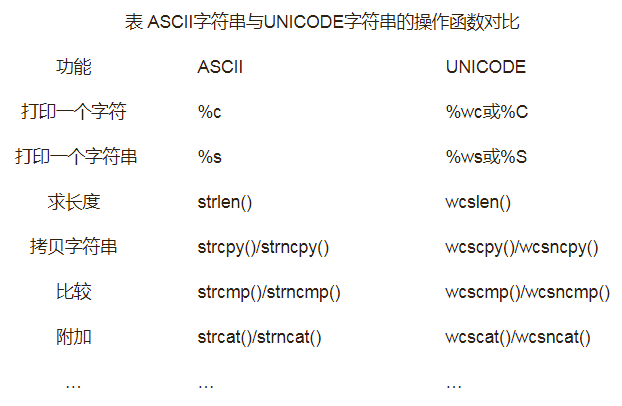 表 ASCII字符串与UNICODE字符串的操作函数对比
功能 ASCII UNICODE
打印一个字符 %c %wc或%C
打印一个字符串 %s %ws或%S
求长度 strlen() wcslen()
拷贝字符串 strcpy()/strncpy() wcscpy()/wcsncpy()
比较 strcmp()/strncmp() wcscmp()/wcsncmp()
附加 strcat()/strncat() wcscat()/wcsncat()
… … …